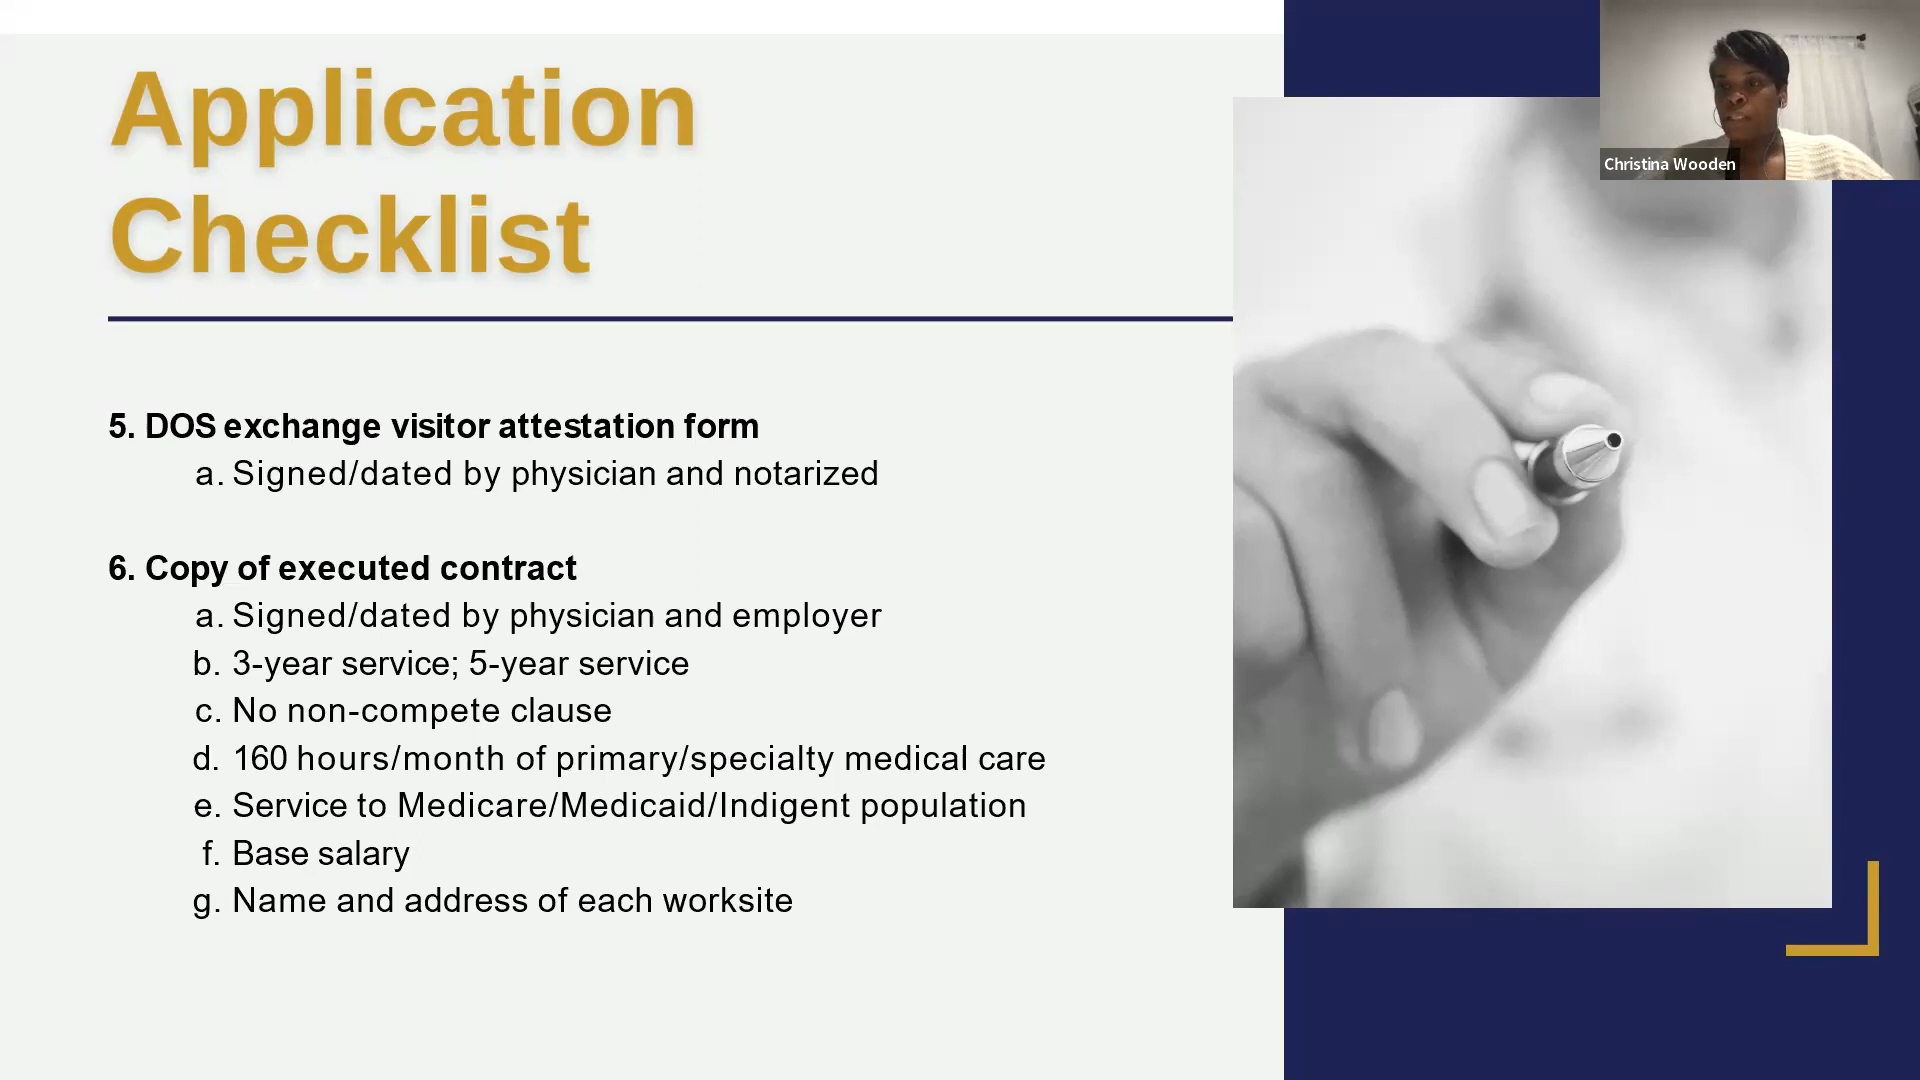 Application
Checklist
Christina Wooden
5. DOS exchange visitor attestation form
a. Signed/dated by physician and notarized
6. Copy of executed contract
a. Signed/dated by physician and employer
b. 3-year service; 5-year service
c. No non-compete clause
d. 160 hours/month of primary/specialty medical care
e. Service to Medicare/Medicaid/Indigent population
f. Base salary
g. Name and address of each worksite